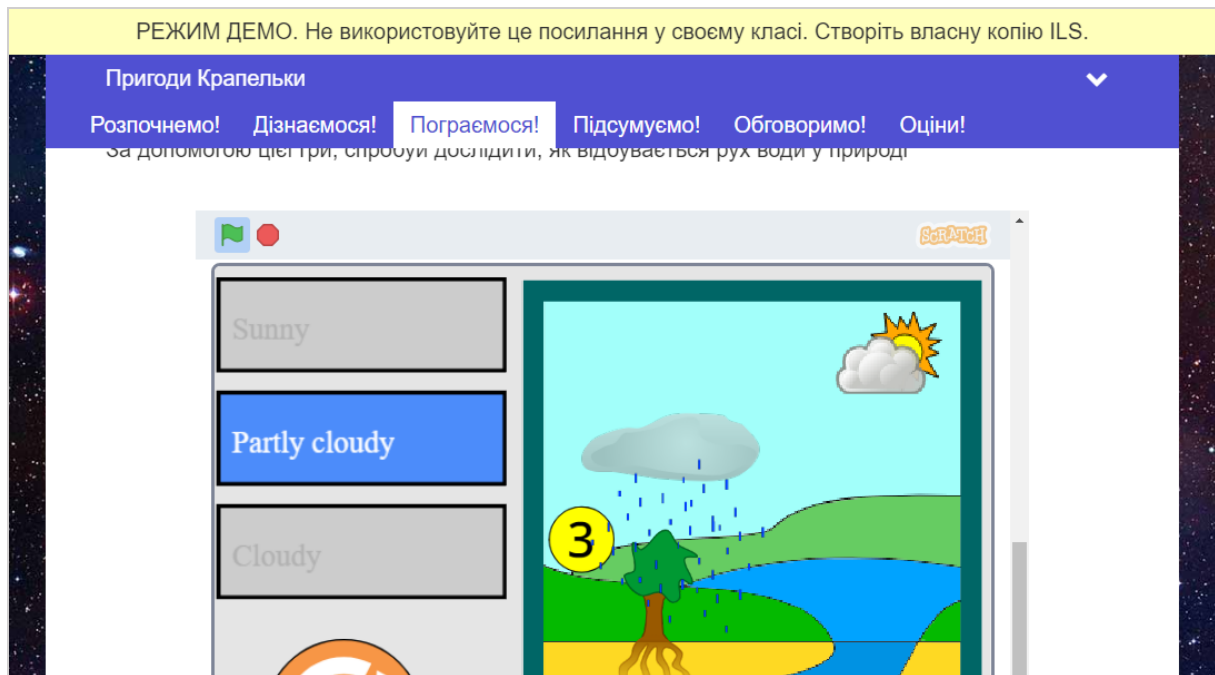 РЕЖИМ ДЕМО. Не використовуйте це посилання у своєму класі. Створіть власну копію ILS.
Пригоди Крапельки
Розпочнемо! Дізнаємося! Пограємося! Підсумуємо! Обговоримо! Оціни!
За допомогою цієї гри, спробуй дослідити, як відбувається рух води у природі
SCRATCH
Sunny
Partly cloudy
Cloudy
3